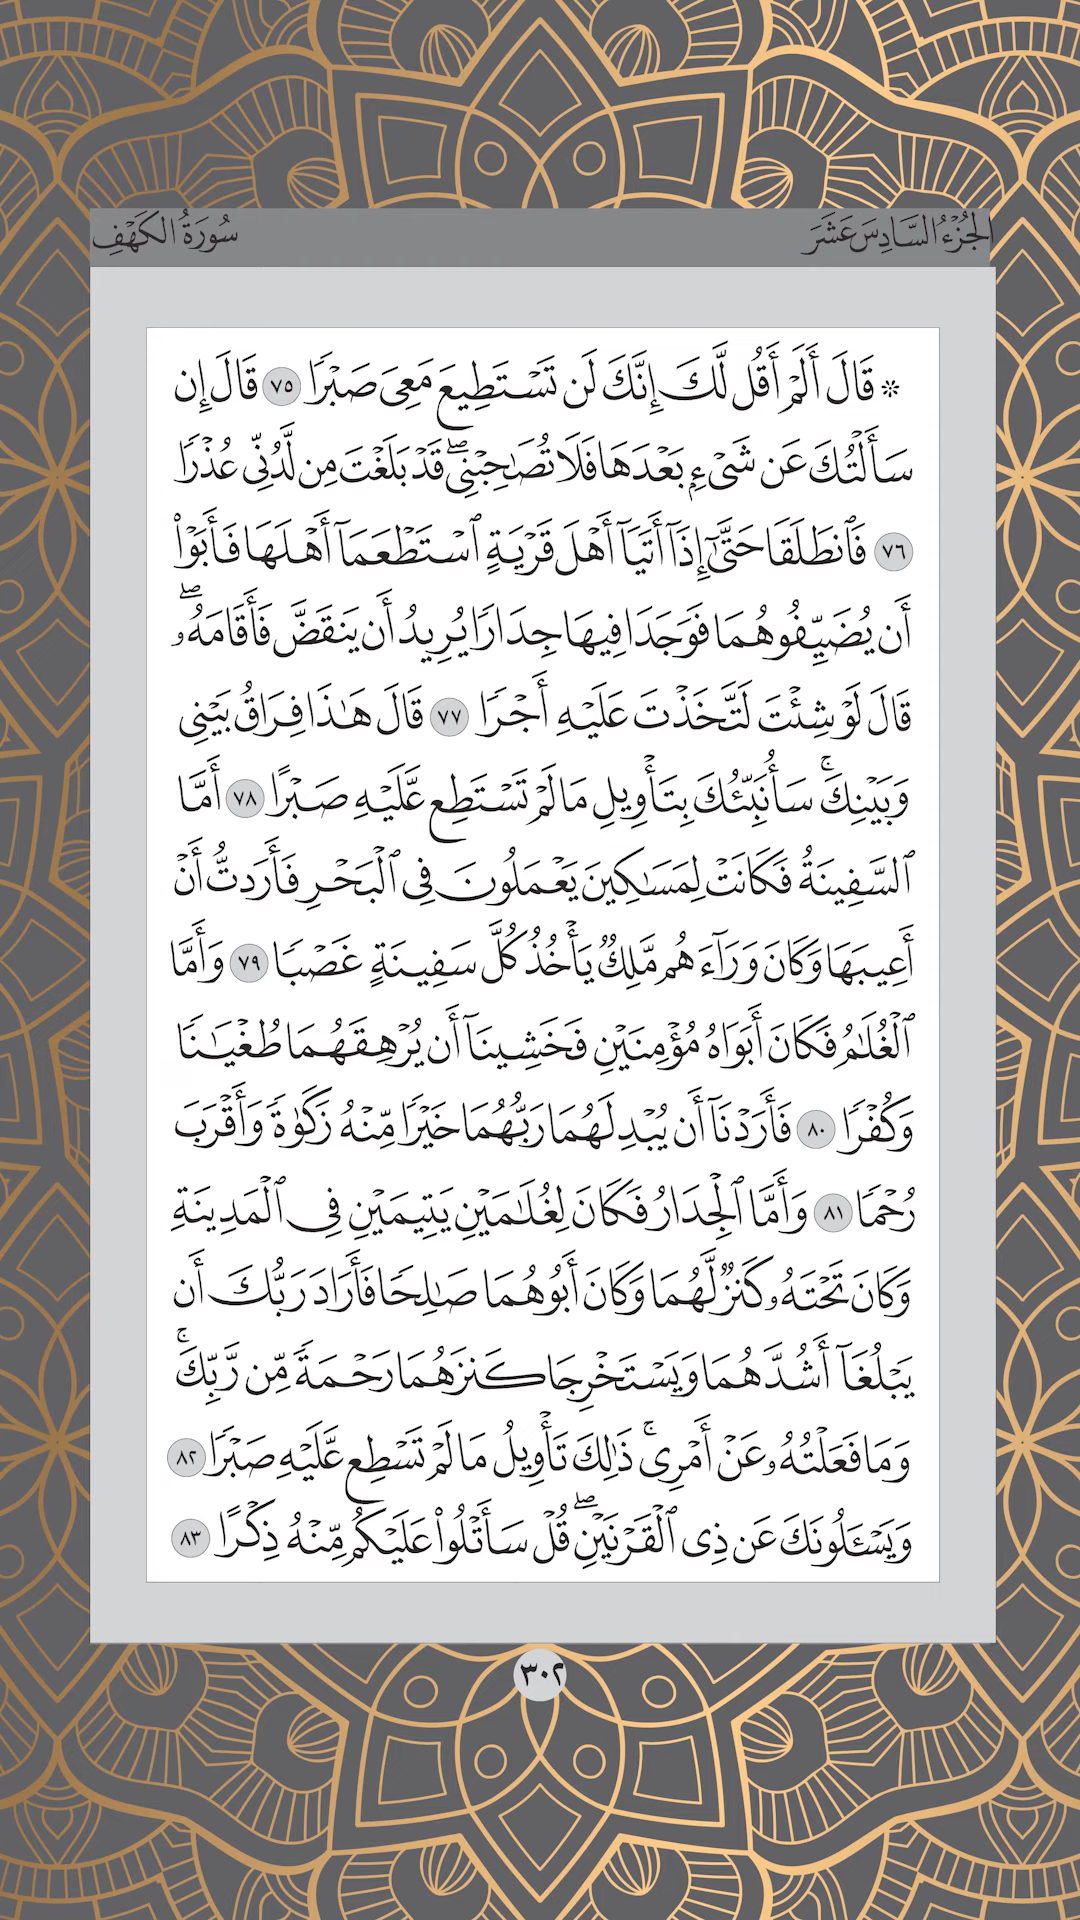 الجُزْءُ السَّادِسَ عَشَرَ
سُورَةُ الكَهْفِ
۞ قَالَ أَلَمْ أَقُل لَّكَ إِنَّكَ لَن تَسْتَطِيعَ مَعِىَ صَبْرًا ٧٥ قَالَ إِن
سَأَلْتُكَ عَن شَىْءٍۭ بَعْدَهَا فَلَا تُصَٰحِبْنِى ۖ قَدْ بَلَغْتَ مِن لَّدُنِّى عُذْرًا
٧٦ فَٱنطَلَقَا حَتَّىٰٓ إِذَآ أَتَيَآ أَهْلَ قَرْيَةٍ ٱسْتَطْعَمَآ أَهْلَهَا فَأَبَوْا۟
أَن يُضَيِّفُوهُمَا فَوَجَدَا فِيهَا جِدَارًا يُرِيدُ أَن يَنقَضَّ فَأَقَامَهُۥ ۖ
قَالَ لَوْ شِئْتَ لَتَّخَذْتَ عَلَيْهِ أَجْرًا ٧٧ قَالَ هَٰذَا فِرَاقُ بَيْنِى
وَبَيْنِكَ ۚ سَأُنَبِّئُكَ بِتَأْوِيلِ مَا لَمْ تَسْتَطِع عَّلَيْهِ صَبْرًا ٧٨ أَمَّا
ٱلسَّفِينَةُ فَكَانَتْ لِمَسَٰكِينَ يَعْمَلُونَ فِى ٱلْبَحْرِ فَأَرَدتُّ أَنْ
أَعِيبَهَا وَكَانَ وَرَآءَهُم مَّلِكٌ يَأْخُذُ كُلَّ سَفِينَةٍ غَصْبًا ٧٩ وَأَمَّا
ٱلْغُلَٰمُ فَكَانَ أَبَوَاهُ مُؤْمِنَيْنِ فَخَشِينَآ أَن يُرْهِقَهُمَا طُغْيَٰنًا
وَكُفْرًا ٨٠ فَأَرَدْنَآ أَن يُبْدِلَهُمَا رَبُّهُمَا خَيْرًا مِّنْهُ زَكَوٰةً وَأَقْرَبَ
رُحْمًا ٨١ وَأَمَّا ٱلْجِدَارُ فَكَانَ لِغُلَٰمَيْنِ يَتِيمَيْنِ فِى ٱلْمَدِينَةِ
وَكَانَ تَحْتَهُۥ كَنزٌ لَّهُمَا وَكَانَ أَبُوهُمَا صَٰلِحًا فَأَرَادَ رَبُّكَ أَن
يَبْلُغَآ أَشُدَّهُمَا وَيَسْتَخْرِجَا كَنزَهُمَا رَحْمَةً مِّن رَّبِّكَ ۚ
وَمَا فَعَلْتُهُۥ عَنْ أَمْرِى ۚ ذَٰلِكَ تَأْوِيلُ مَا لَمْ تَسْطِع عَّلَيْهِ صَبْرًا ٨٢
وَيَسْـَٔلُونَكَ عَن ذِى ٱلْقَرْنَيْنِ ۖ قُلْ سَأَتْلُوا۟ عَلَيْكُم مِّنْهُ ذِكْرًا ٨٣
٣٠٢